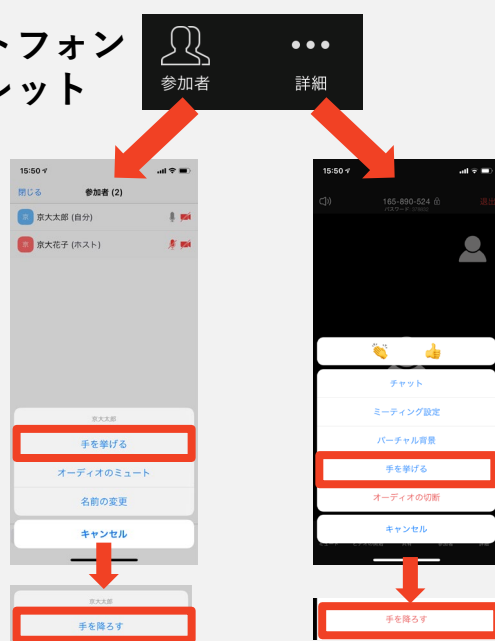 トフォン
レット
参加者
詳細
15:50
閉じる
参加者 (2)
京大太郎 (自分)
京大花子 (ホスト)
京大太郎
手を挙げる
オーディオのミュート
名前の変更
キャンセル
京大太郎
手を降ろす
15:50
165-890-524
退出
チャット
ミーティング設定
バーチャル背景
手を挙げる
オーディオの切断
キャンセル
手を降ろす